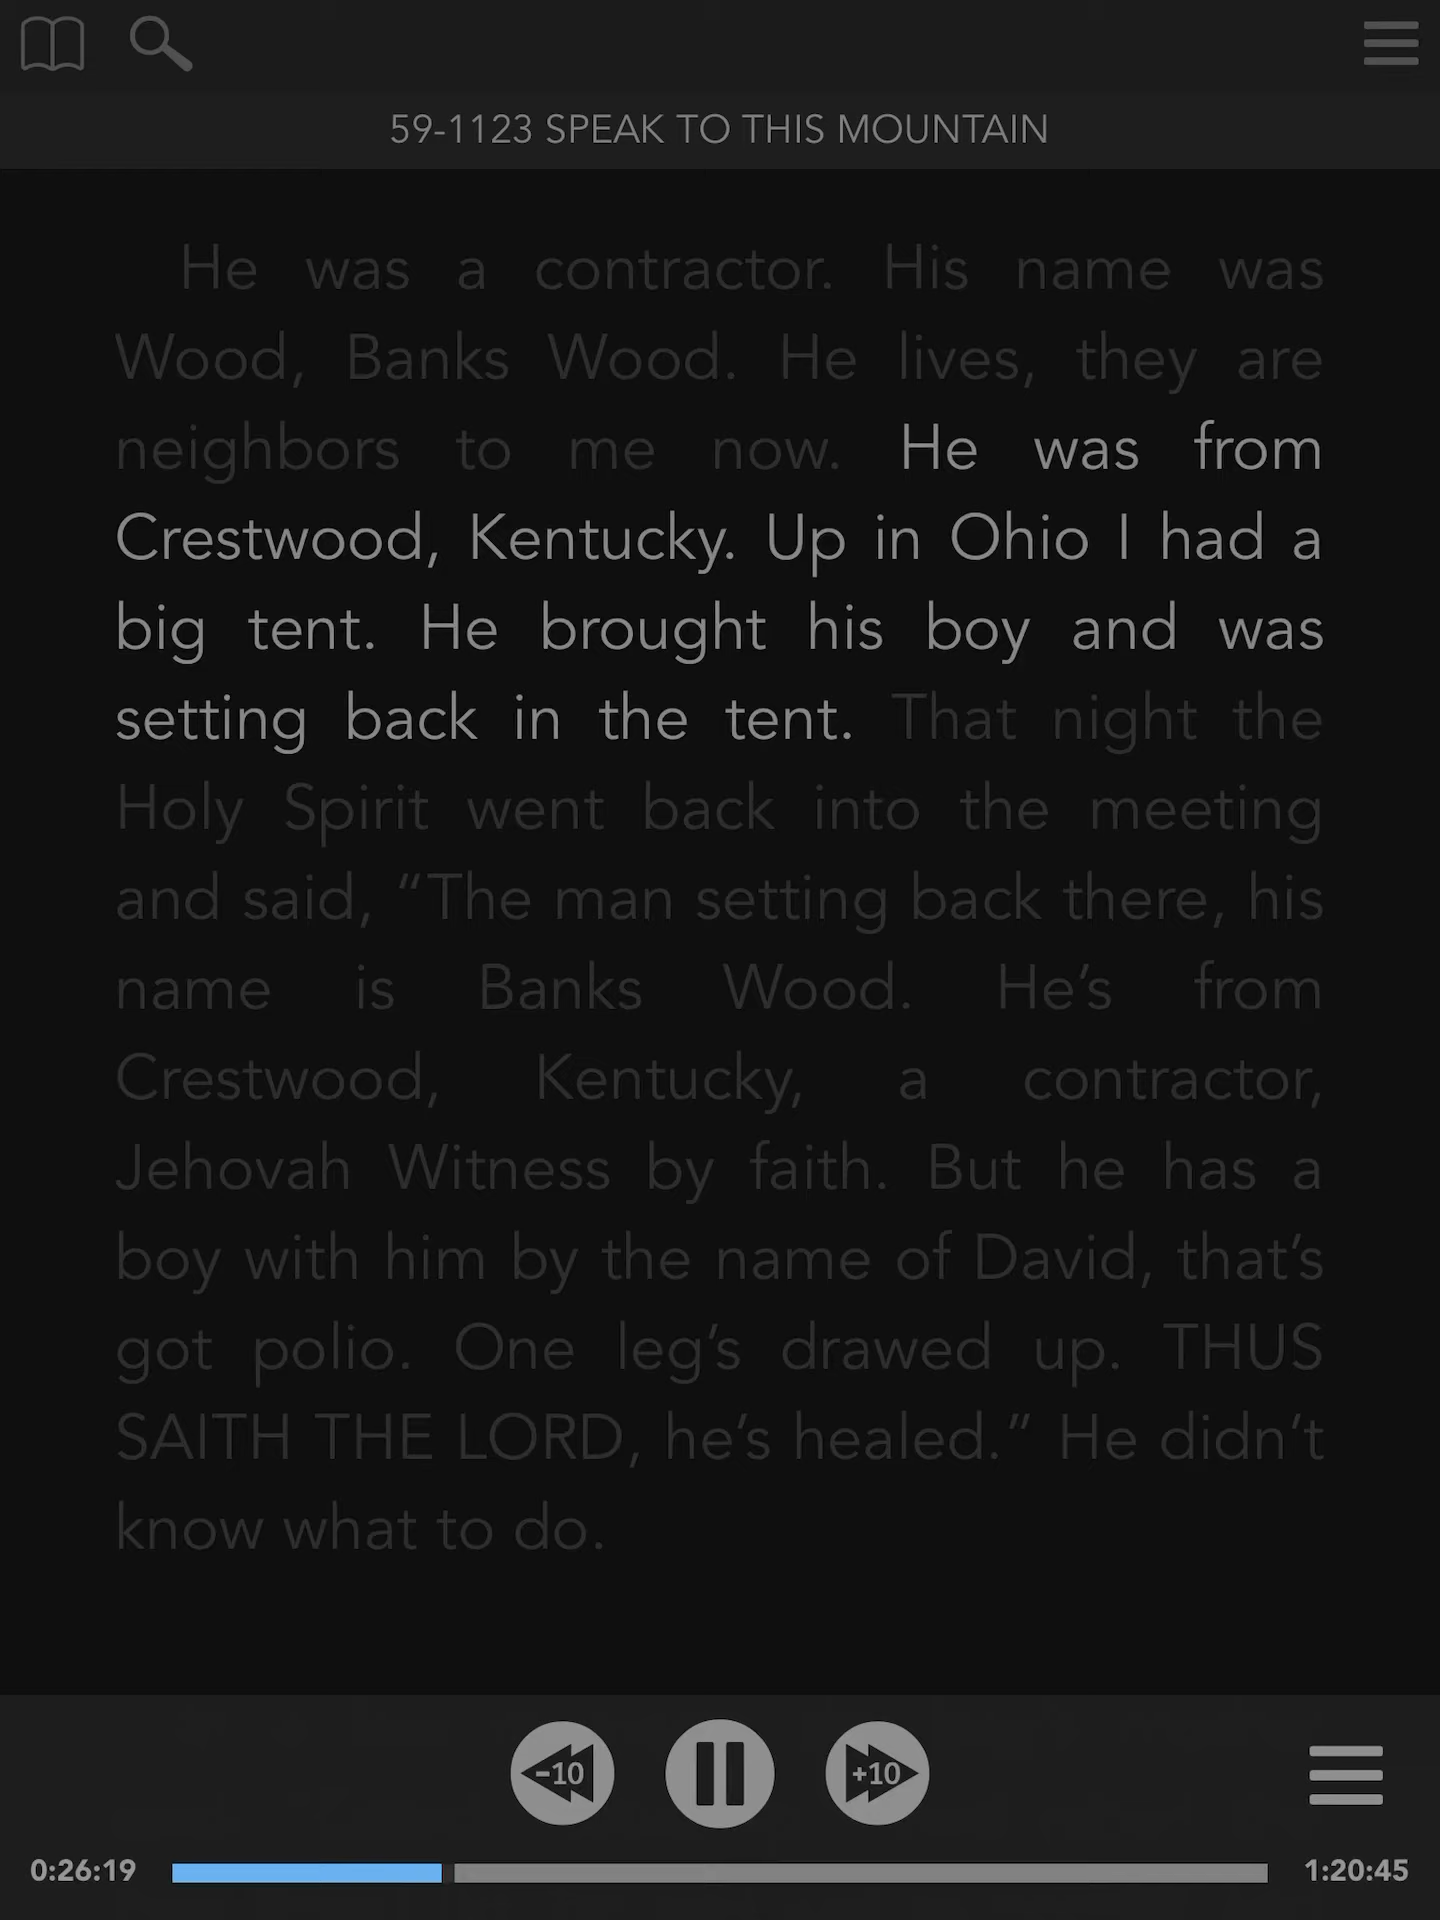 59-1123 SPEAK TO THIS MOUNTAIN
He was a contractor. His name was
Wood, Banks Wood. He lives, they are
neighbors to me now. He was from
Crestwood, Kentucky. Up in Ohio I had a
big tent. He brought his boy and was
setting back in the tent. That night the
Holy Spirit went back into the meeting
and said, “The man setting back there, his
name is Banks Wood. He’s from
Crestwood, Kentucky, a contractor,
Jehovah Witness by faith. But he has a
boy with him by the name of David, that’s
got polio. One leg’s drawed up. THUS
SAITH THE LORD, he’s healed.” He didn’t
know what to do.
-10 +10
0:26:19 1:20:45